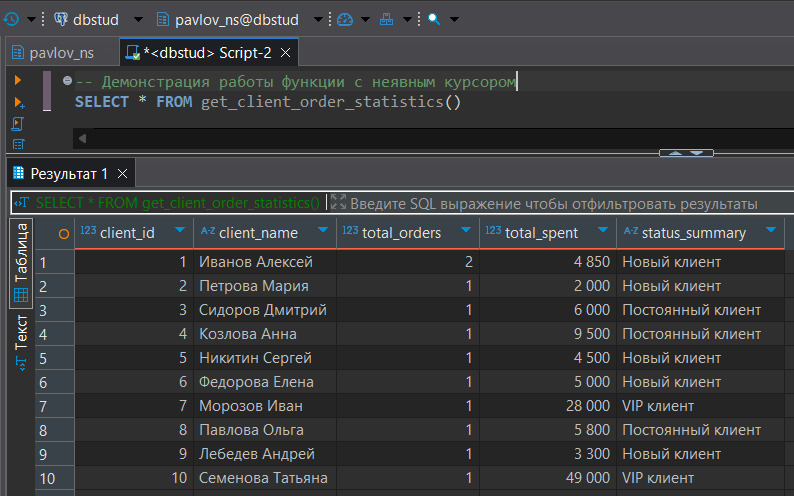 dbstud pavlov_ns@dbstud
pavlov_ns *<dbstud> Script-2
-- Демонстрация работы функции с неявным курсором
SELECT * FROM get_client_order_statistics()
Результат 1
SELECT * FROM get_client_order_statistics() Введите SQL выражение чтобы отфильтровать результаты
Таблица
Текст
123 client_id A-Z client_name 123 total_orders 123 total_spent A-Z status_summary
1 1 Иванов Алексей 2 4 850 Новый клиент
2 2 Петрова Мария 1 2 000 Новый клиент
3 3 Сидоров Дмитрий 1 6 000 Постоянный клиент
4 4 Козлова Анна 1 9 500 Постоянный клиент
5 5 Никитин Сергей 1 4 500 Новый клиент
6 6 Федорова Елена 1 5 000 Новый клиент
7 7 Морозов Иван 1 28 000 VIP клиент
8 8 Павлова Ольга 1 5 800 Постоянный клиент
9 9 Лебедев Андрей 1 3 300 Новый клиент
10 10 Семенова Татьяна 1 49 000 VIP клиент